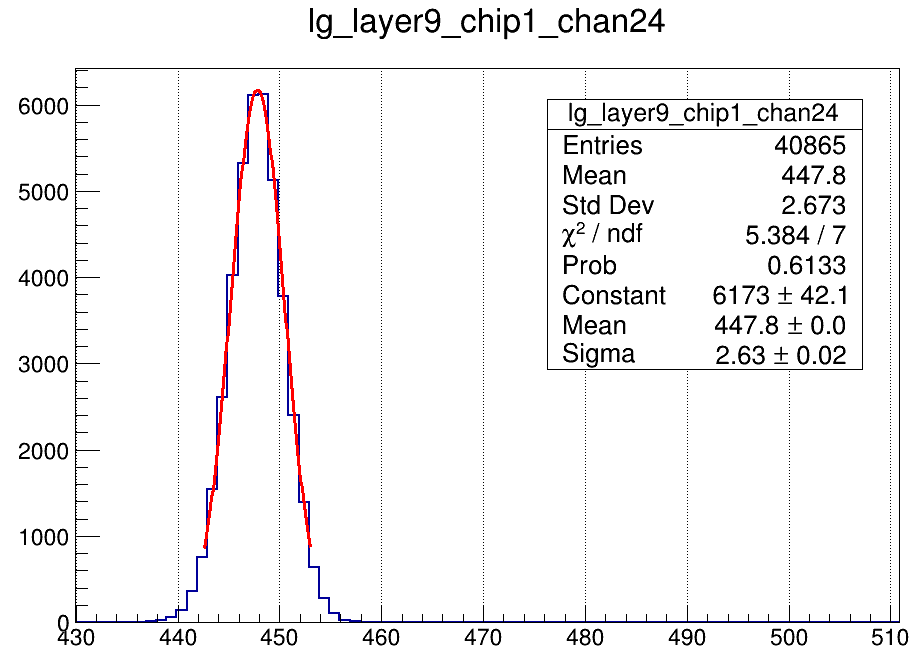 lg_layer9_chip1_chan24
lg_layer9_chip1_chan24
Entries 40865
Mean 447.8
Std Dev 2.673
χ² / ndf 5.384 / 7
Prob 0.6133
Constant 6173 ± 42.1
Mean 447.8 ± 0.0
Sigma 2.63 ± 0.02
6000
5000
4000
3000
2000
1000
0
430 440 450 460 470 480 490 500 510